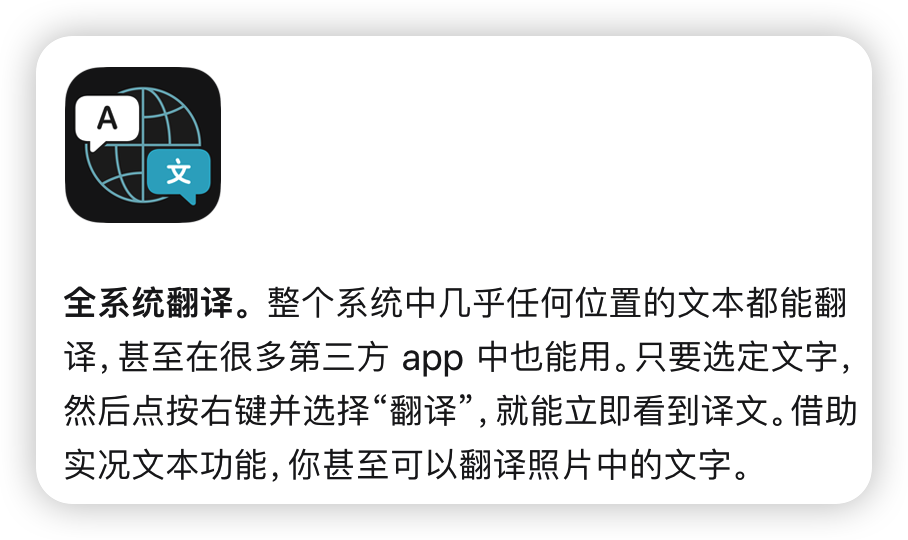 A
文
全系统翻译。整个系统中几乎任何位置的文本都能翻
译，甚至在很多第三方 app 中也能用。只要选定文字，
然后点按右键并选择“翻译”，就能立即看到译文。借助
实况文本功能，你甚至可以翻译照片中的文字。